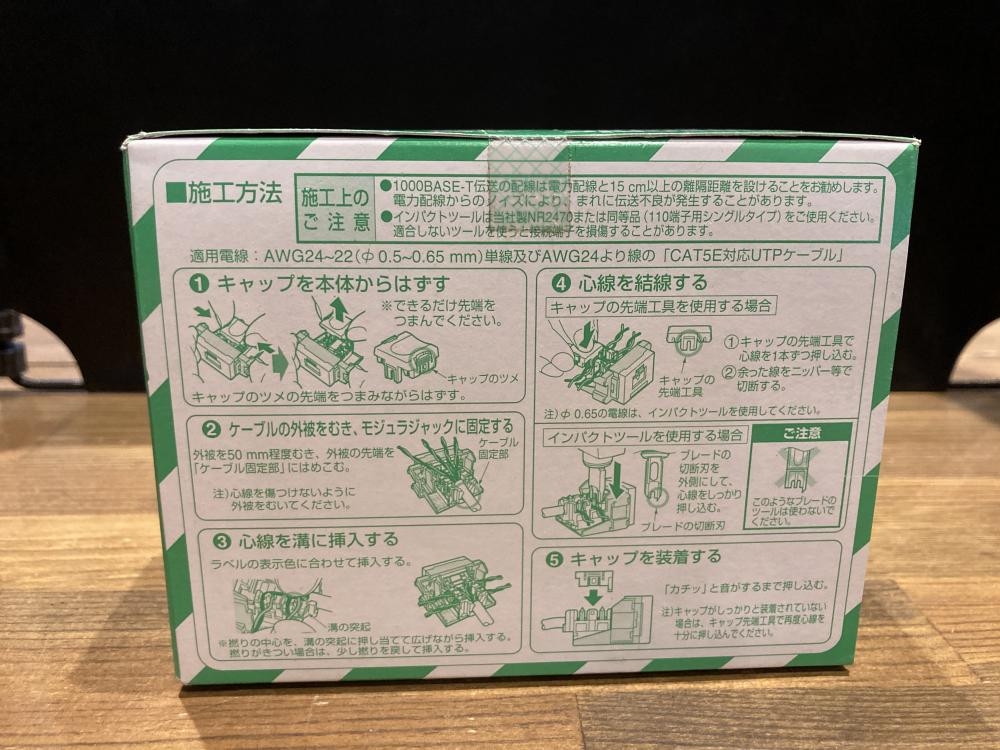 ■施工方法
施工上の
ご注意
●1000BASE-T伝送の配線は電力配線と15 cm以上の離隔距離を設けることをお勧めします。
電力配線からのノイズにより、まれに伝送不良が発生することがあります。
●インパクトツールは当社製NR2470または同等品(110端子用シングルタイプ)をご使用ください。
適合しないツールを使うと接続端子を損傷することがあります。
適用電線:AWG24~22(φ0.5~0.65 mm)単線及びAWG24より線の「CAT5E対応UTPケーブル」
❶ キャップを本体からはずす
※できるだけ先端を
つまんでください。
キャップのツメ
キャップのツメの先端をつまみながらはずす。
❷ ケーブルの外被をむき、モジュラジャックに固定する
外被を50 mm程度むき、外被の先端を
「ケーブル固定部」にはめこむ。
ケーブル
固定部
注)心線を傷つけないように
外被をむいてください。
❸ 心線を溝に挿入する
ラベルの表示色に合わせて挿入する。
溝の突起
※撚りの中心を、溝の突起に押し当てて広げながら挿入する。
撚りがきつい場合は、少し撚りを戻して挿入する。
❹ 心線を結線する
キャップの先端工具を使用する場合
キャップの
先端工具
①キャップの先端工具で
心線を1本ずつ押し込む。
②余った線をニッパー等で
切断する。
注)φ0.65の電線は、インパクトツールを使用してください。
インパクトツールを使用する場合
ブレードの
切断刃を
外側にして、
心線をしっかり
押し込む。
ブレードの切断刃
ご注意
このようなブレードの
ツールは使わないで
ください。
❺ キャップを装着する
「カチッ」と音がするまで押し込む。
注)キャップがしっかりと装着されていない
場合は、キャップ先端工具で再度心線を
十分に押し込んでください。